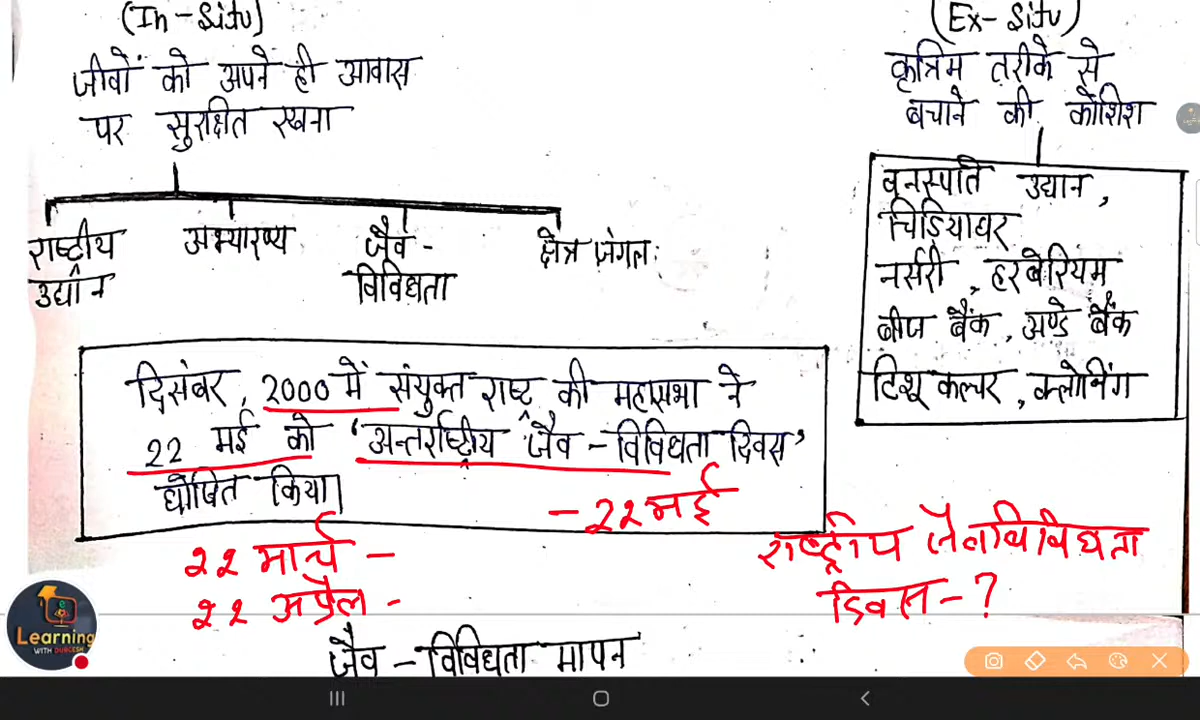 (In-Situ)
जीवों को अपने ही आवास
पर सुरक्षित रखना
राष्ट्रीय
उद्यान
अभ्यारण्य
जैव -
विविधता
क्षेत्र जंगल
(Ex-Situ)
कृत्रिम तरीके से
बचाने की कोशिश
वनस्पति उद्यान,
चिड़ियाघर
नर्सरी, हरबेरियम
बीज बैंक, अण्डे बैंक
टिशू कल्चर, क्लोनिंग
दिसंबर, 2000 में संयुक्त राष्ट्र की महासभा ने
22 मई को 'अन्तर्राष्ट्रीय जैव - विविधता दिवस'
घोषित किया।
- 22 मई
22 मार्च -
22 अप्रैल -
राष्ट्रीय जैवविविधता
दिवस - ?
जैव - विविधता मापन
Learning
WITH DURGESH